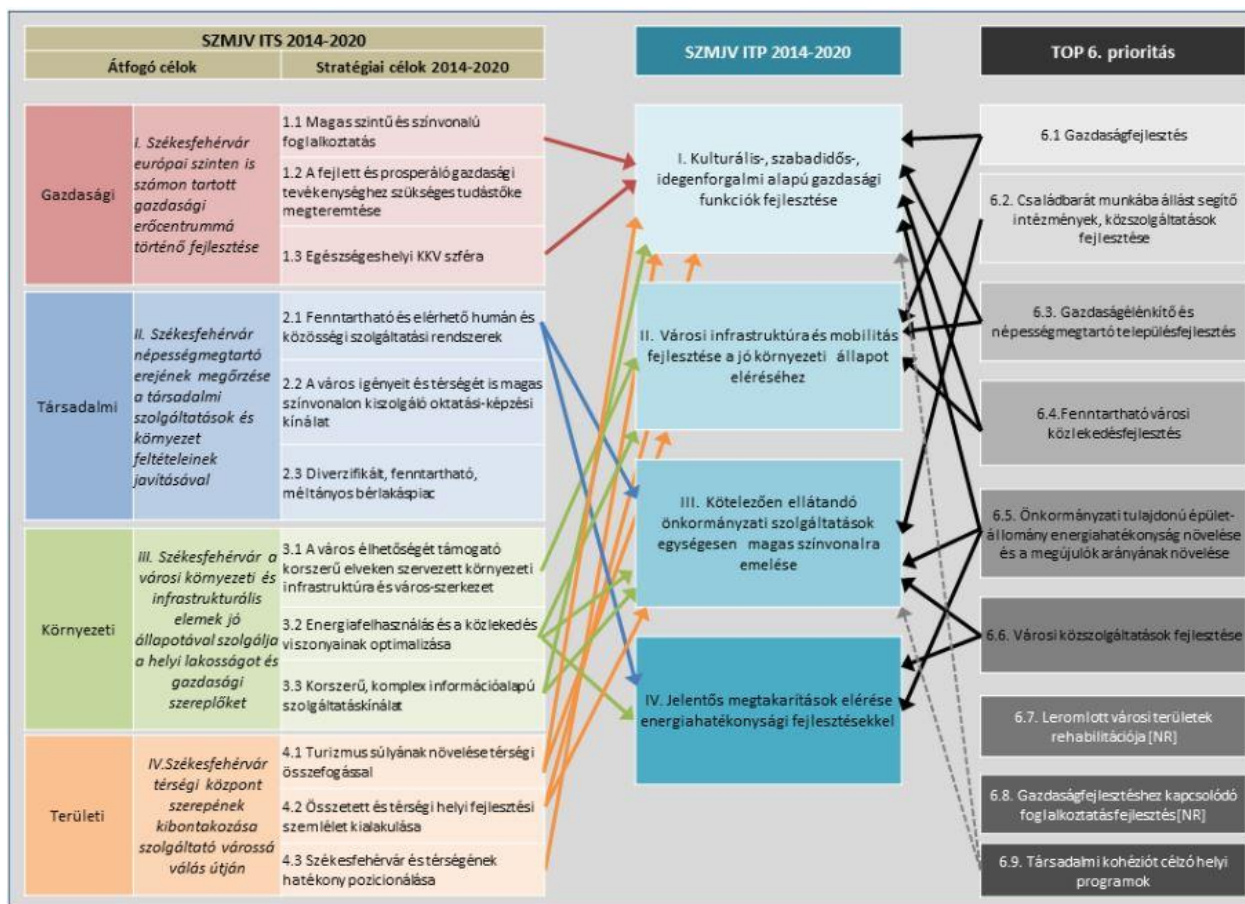 SZMJV ITS 2014-2020
Átfogó célok
Stratégiai célok 2014-2020
SZMJV ITP 2014-2020
TOP 6. prioritás
Gazdasági
I. Székesfehérvár
európai szinten is
számon tartott
gazdasági
erőcentrummá
történő fejlesztése
1.1 Magas szintű és színvonalú
foglalkoztatás
1.2 A fejlett és prosperáló gazdasági
tevékenységhez szükséges tudástőke
megteremtése
1.3 Egészséges helyi KKV szféra
Társadalmi
II. Székesfehérvár
népességmegtartó
erejének megőrzése
a társadalmi
szolgáltatások és
környezet
feltételeinek
javításával
2.1 Fenntartható és elérhető humán és
közösségi szolgáltatási rendszerek
2.2 A város igényeit és térségét is magas
színvonalon kiszolgáló oktatási-képzési
kínálat
2.3 Diverzifikált, fenntartható,
méltányos bérlakáspiac
Környezeti
III. Székesfehérvár a
városi környezeti és
infrastrukturális
elemek jó
állapotával szolgálja
a helyi lakosságot és
gazdasági
szereplőket
3.1 A város élhetőségét támogató
korszerű elveken szervezett környezeti
infrastruktúra és város-szerkezet
3.2 Energiafelhasználás és a közlekedés
viszonyainak optimalizása
3.3 Korszerű, komplex információalapú
szolgáltatáskínálat
Területi
IV.Székesfehérvár
térségi központ
szerepének
kibontakozása
szolgáltató várossá
válás útján
4.1 Turizmus súlyának növelése térségi
összefogással
4.2 Összetett és térségi helyi fejlesztési
szemlélet kialakulása
4.3 Székesfehérvár és térségének
hatékony pozicionálása
I. Kulturális-, szabadidős-,
idegenforgalmi alapú gazdasági
funkciók fejlesztése
II. Városi infrastruktúra és mobilitás
fejlesztése a jó környezeti állapot
eléréséhez
III. Kötelezően ellátandó
önkormányzati szolgáltatások
egységesen magas színvonalra
emelése
IV. Jelentős megtakarítások elérése
energiahatékonysági fejlesztésekkel
6.1 Gazdaságfejlesztés
6.2. Családbarát munkába állást segítő
intézmények, közszolgáltatások
fejlesztése
6.3. Gazdaságélénkítő és
népességmegtartó településfejlesztés
6.4.Fenntartható városi
közlekedésfejlesztés
6.5. Önkormányzati tulajdonú épület-
állomány energiahatékonyság növelése
és a megújulók arányának növelése
6.6. Városi közszolgáltatások fejlesztése
6.7. Leromlott városi területek
rehabilitációja [NR]
6.8. Gazdaságfejlesztéshez kapcsolódó
foglalkoztatásfejlesztés [NR]
6.9. Társadalmi kohéziót célzó helyi
programok